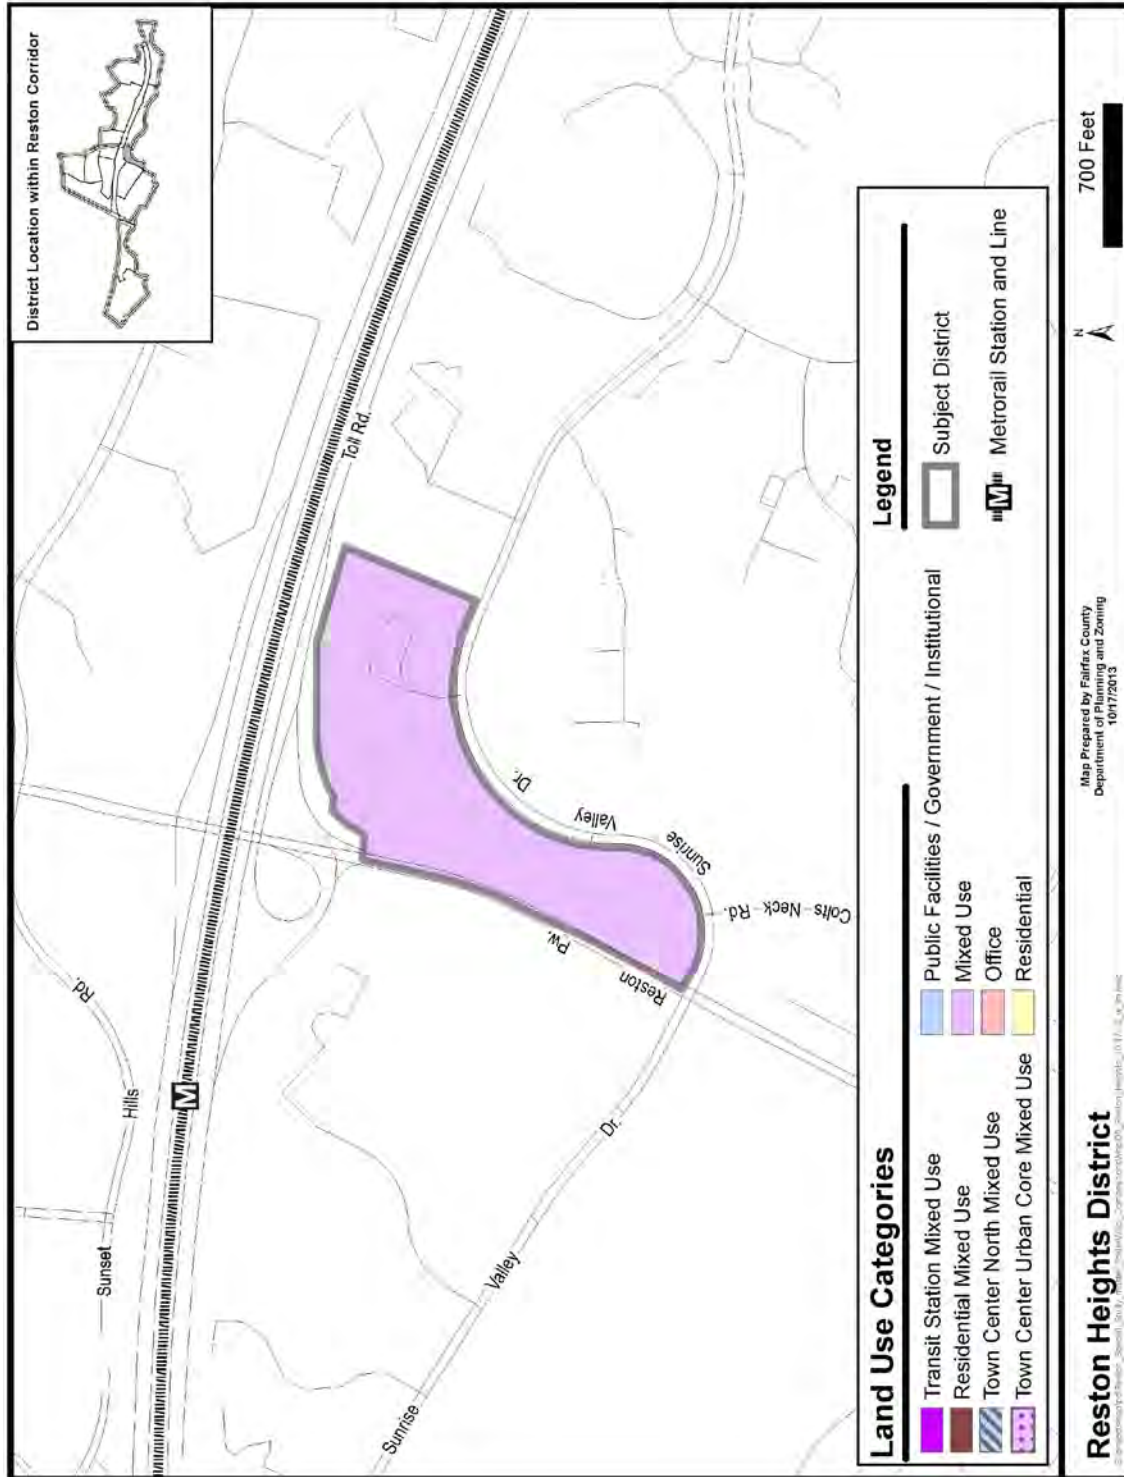 District Location within Reston Corridor
Toll Rd.
Rd.
Hills
Sunset
Dr.
Valley
Sunrise
Colts Neck Rd.
Pw.
Reston
Dr.
Valley
Sunrise
M
Land Use Categories
Transit Station Mixed Use
Residential Mixed Use
Town Center North Mixed Use
Town Center Urban Core Mixed Use
Public Facilities / Government / Institutional
Mixed Use
Office
Residential
Legend
Subject District
M Metrorail Station and Line
Reston Heights District
Map Prepared by Fairfax County
Department of Planning and Zoning
10/17/2013
N
700 Feet